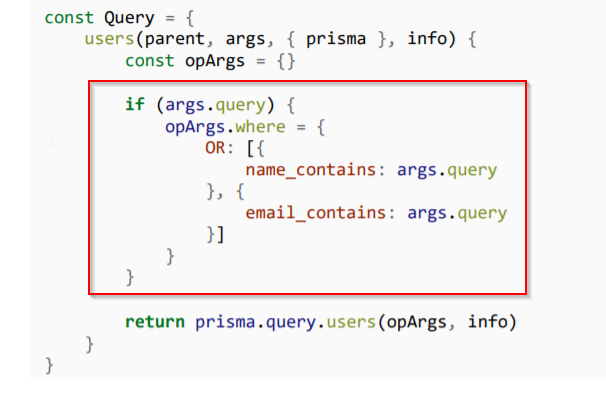 const Query = {
    users(parent, args, { prisma }, info) {
        const opArgs = {}
        if (args.query) {
            opArgs.where = {
                OR: [{
                    name_contains: args.query
                }, {
                    email_contains: args.query
                }]
            }
        }
        return prisma.query.users(opArgs, info)
    }
}